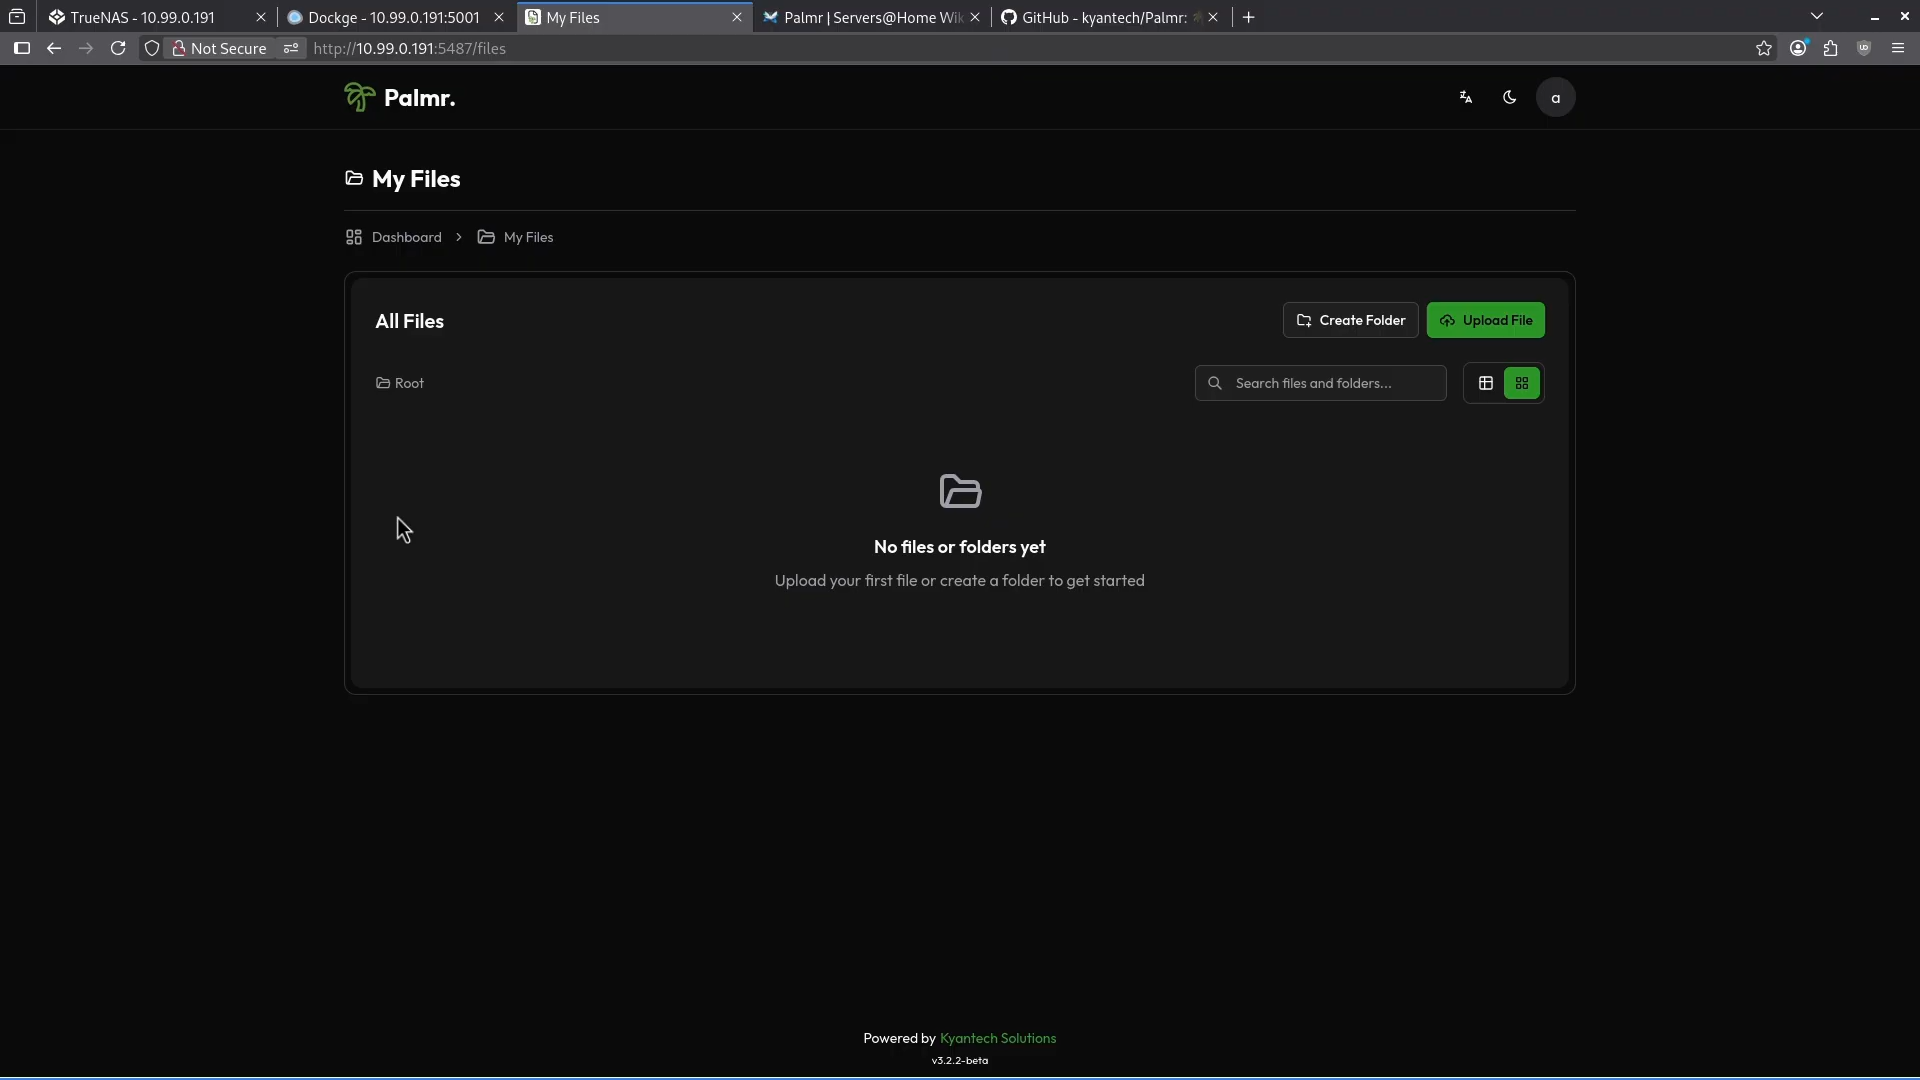 TrueNAS - 10.99.0.191
Dockge - 10.99.0.191:5001
My Files
Palmr | Servers@Home Wik
GitHub - kyantech/Palmr:
Not Secure
http://10.99.0.191:5487/files
Palmr.
a
My Files
Dashboard
My Files
All Files
Create Folder
Upload File
Root
Search files and folders...
No files or folders yet
Upload your first file or create a folder to get started
Powered by Kyantech Solutions
v3.2.2-beta